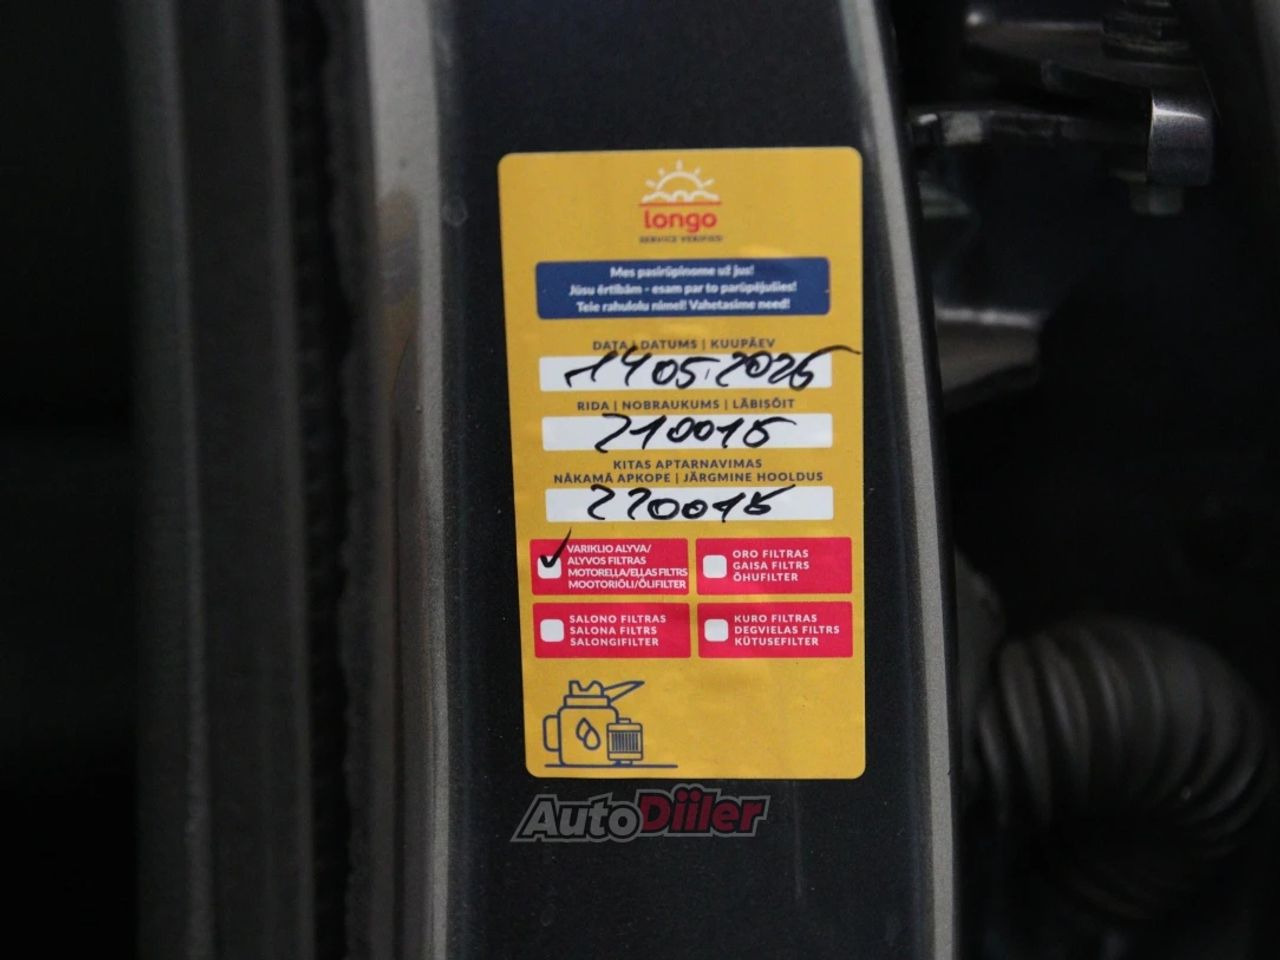 longo
SERVICE VERIFIED
Mes pasirūpinome už jus!
Jūsu ērtībām - esam par to parūpējušies!
Teie rahulolu nimel! Vahetasime need!
DATA | DATUMS | KUUPÄEV
14 05.2025
RIDA | NOBRAUKUMS | LÄBISÕIT
210015
KITAS APTARNAVIMAS
NĀKAMĀ APKOPE | JÄRGMINE HOOLDUS
220015
VARIKLIO ALYVA/
ALYVOS FILTRAS
MOTOREĻĻA/EĻĻAS FILTRS
MOOTORIÕLI/ÕLIFILTER
ORO FILTRAS
GAISA FILTRS
ÕHUFILTER
SALONO FILTRAS
SALONA FILTRS
SALONGIFILTER
KURO FILTRAS
DEGVIELAS FILTRS
KÜTUSEFILTER
AutoDiiler